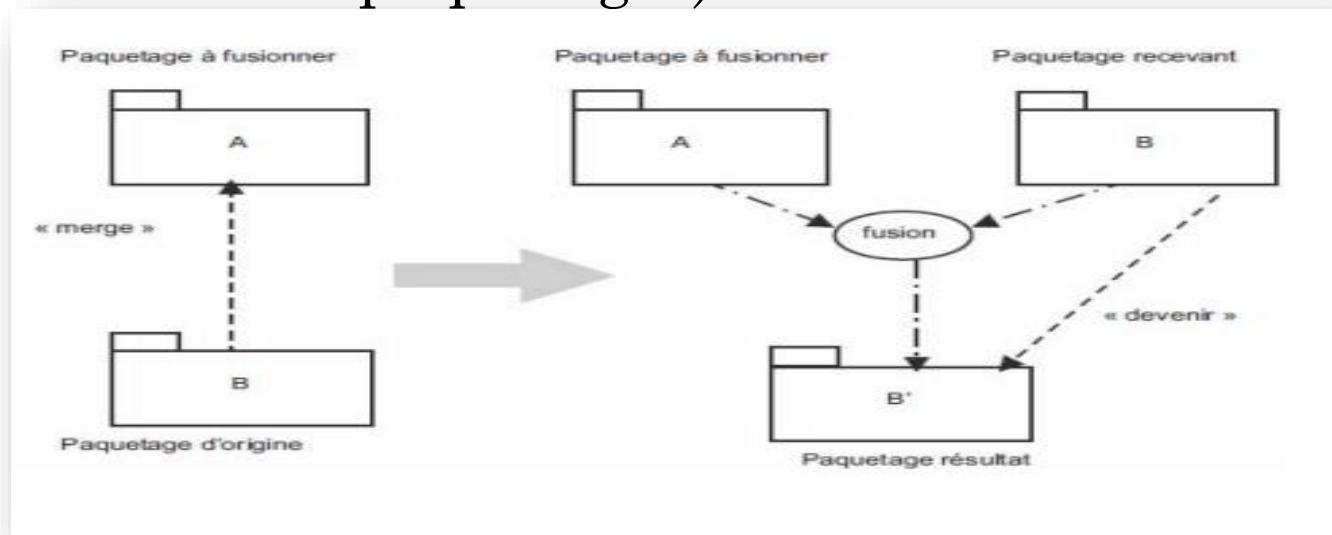 Paquetage à fusionner
A
« merge »
B
Paquetage d'origine
Paquetage à fusionner
Paquetage recevant
A
B
fusion
« devenir »
B'
Paquetage résultat